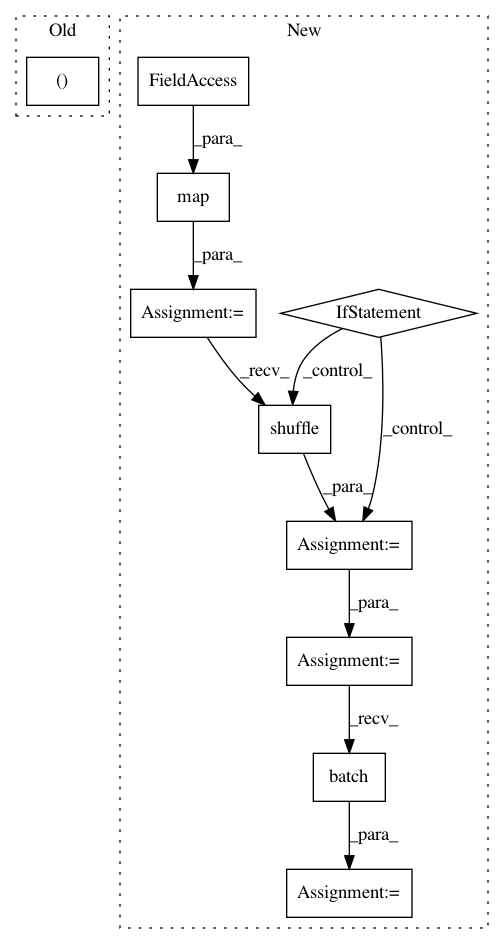 Old
New
()
FieldAccess
_para_
map
_para_
Assignment:=
IfStatement
_recv_
_control_
shuffle
_control_
_para_
Assignment:=
_para_
Assignment:=
_recv_
batch
_para_
Assignment:=